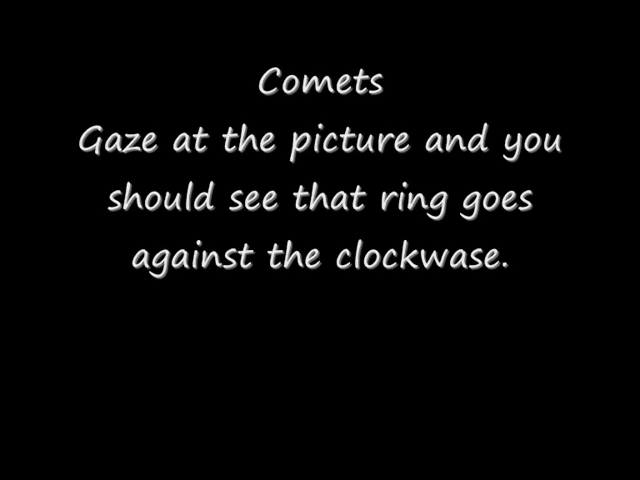 Comets
Gaze at the picture and you
should see that ring goes
against the clockwase.